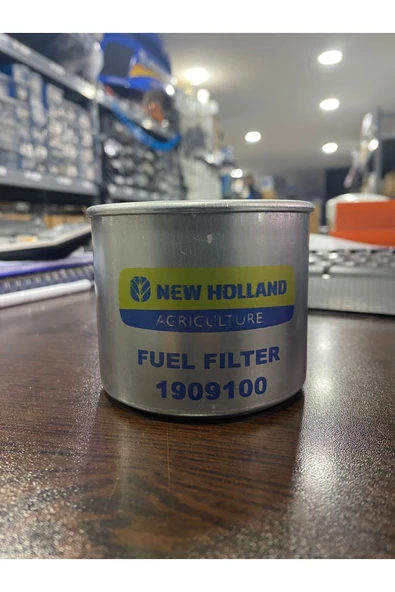 NEW HOLLAND
AGRICULTURE
FUEL FILTER
1909100